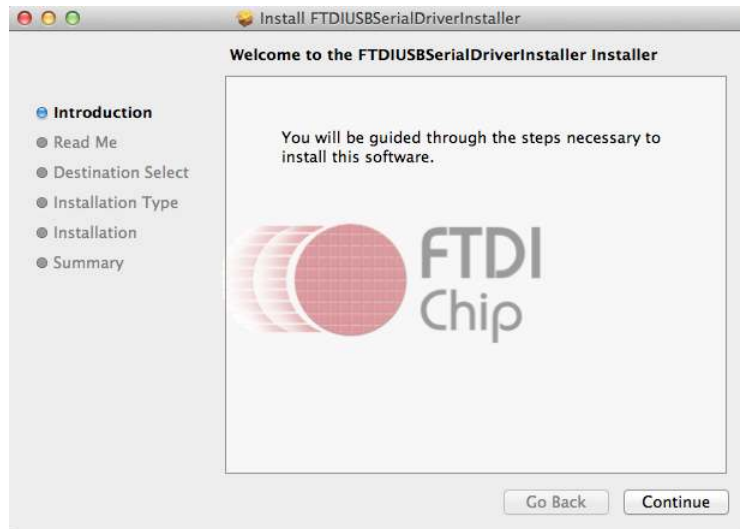 Install FTDIUSBSerialDriverInstaller
Welcome to the FTDIUSBSerialDriverInstaller Installer
Introduction
Read Me
Destination Select
Installation Type
Installation
Summary
You will be guided through the steps necessary to
install this software.
FTDI
Chip
Go Back
Continue